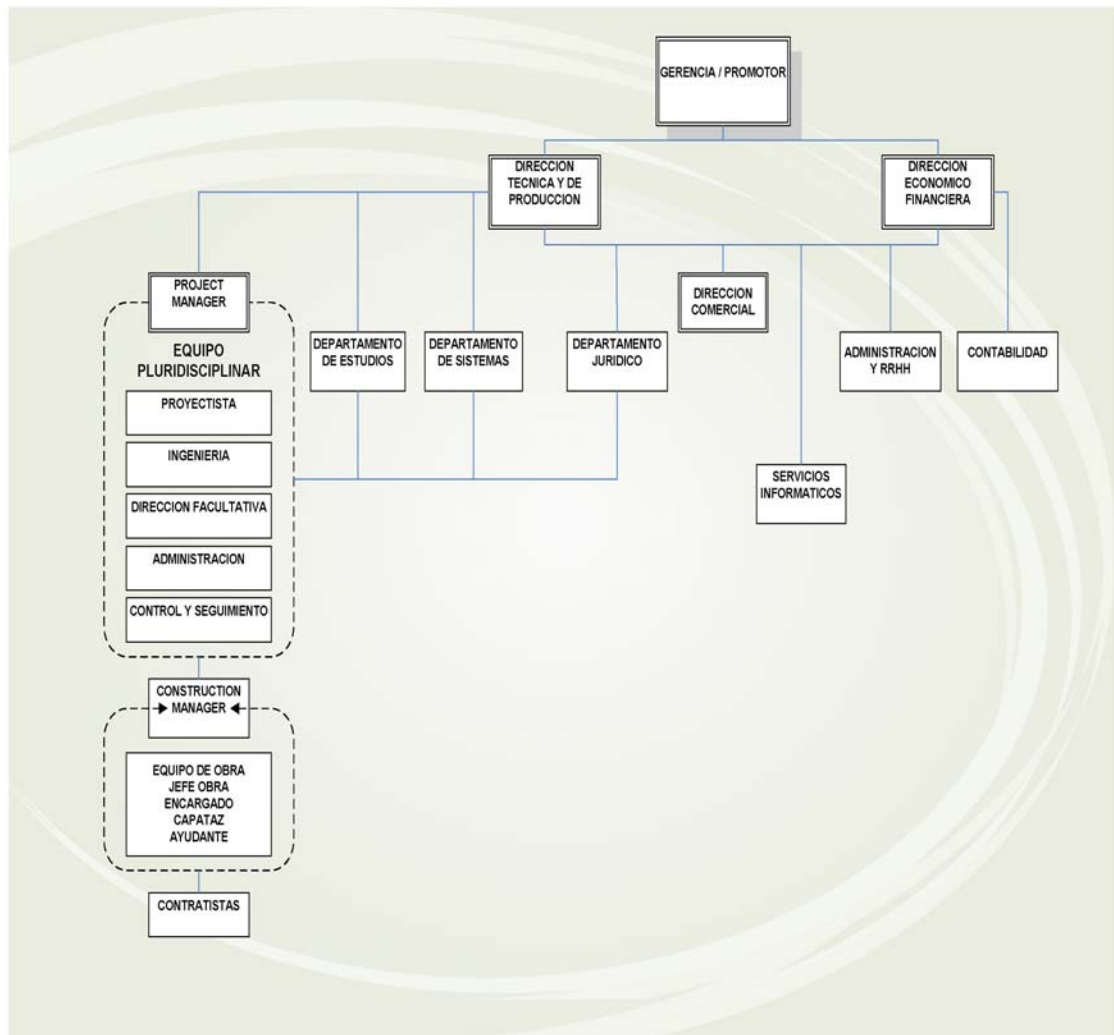 GERENCIA / PROMOTOR
DIRECCION
TECNICA Y DE
PRODUCCION
DIRECCION
ECONOMICO
FINANCIERA
PROJECT
MANAGER
DIRECCION
COMERCIAL
EQUIPO
PLURIDISCIPLINAR
DEPARTAMENTO
DE ESTUDIOS
DEPARTAMENTO
DE SISTEMAS
DEPARTAMENTO
JURIDICO
ADMINISTRACION
Y RRHH
CONTABILIDAD
PROYECTISTA
INGENIERIA
DIRECCION FACULTATIVA
ADMINISTRACION
CONTROL Y SEGUIMIENTO
SERVICIOS
INFORMATICOS
CONSTRUCTION
MANAGER
EQUIPO DE OBRA
JEFE OBRA
ENCARGADO
CAPATAZ
AYUDANTE
CONTRATISTAS